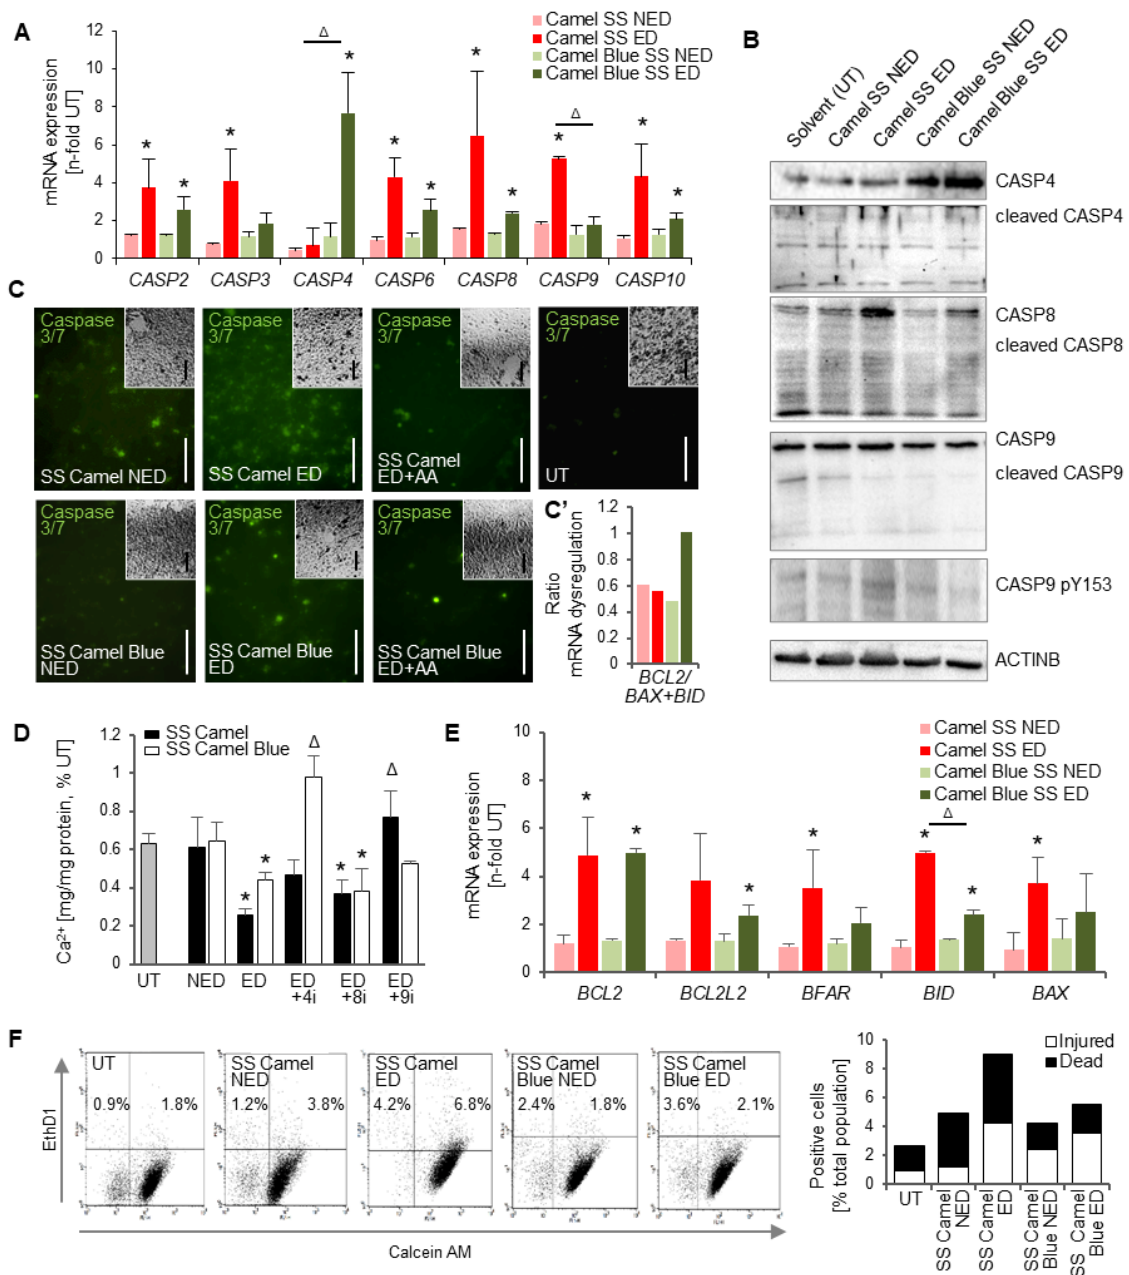 A
mRNA expression
[n-fold UT]
12
10
8
6
4
2
0
Δ
*
*
*
*
*
*
*
*
*
Δ
*
*
*
Camel SS NED
Camel SS ED
Camel Blue SS NED
Camel Blue SS ED
CASP2 CASP3 CASP4 CASP6 CASP8 CASP9 CASP10
B
Solvent (UT)
Camel SS NED
Camel SS ED
Camel Blue SS NED
Camel Blue SS ED
CASP4
cleaved CASP4
CASP8
cleaved CASP8
CASP9
cleaved CASP9
CASP9 pY153
ACTINB
C
Caspase
3/7
SS Camel NED
Caspase
3/7
SS Camel ED
Caspase
3/7
SS Camel
ED+AA
Caspase
3/7
UT
Caspase
3/7
SS Camel Blue
NED
Caspase
3/7
SS Camel Blue
ED
Caspase
3/7
SS Camel Blue
ED+AA
C'
Ratio
mRNA dysregulation
1.2
1
0.8
0.6
0.4
0.2
0
BCL2/
BAX+BID
D
Ca²⁺ [mg/mg protein, % UT]
1.2
1
0.8
0.6
0.4
0.2
0
SS Camel
SS Camel Blue
*
*
Δ
*
*
Δ
UT NED ED ED ED ED
+4i +8i +9i
E
mRNA expression
[n-fold UT]
10
8
6
4
2
0
Camel SS NED
Camel SS ED
Camel Blue SS NED
Camel Blue SS ED
*
*
*
*
*
Δ
*
*
BCL2 BCL2L2 BFAR BID BAX
F
EthD1
UT
0.9% 1.8%
SS Camel
NED
1.2% 3.8%
SS Camel
ED
4.2% 6.8%
SS Camel
Blue NED
2.4% 1.8%
SS Camel
Blue ED
3.6% 2.1%
Calcein AM
Positive cells
[% total population]
10
8
6
4
2
0
Injured
Dead
UT
SS Camel
NED
SS Camel
ED
SS Camel
Blue NED
SS Camel
Blue ED